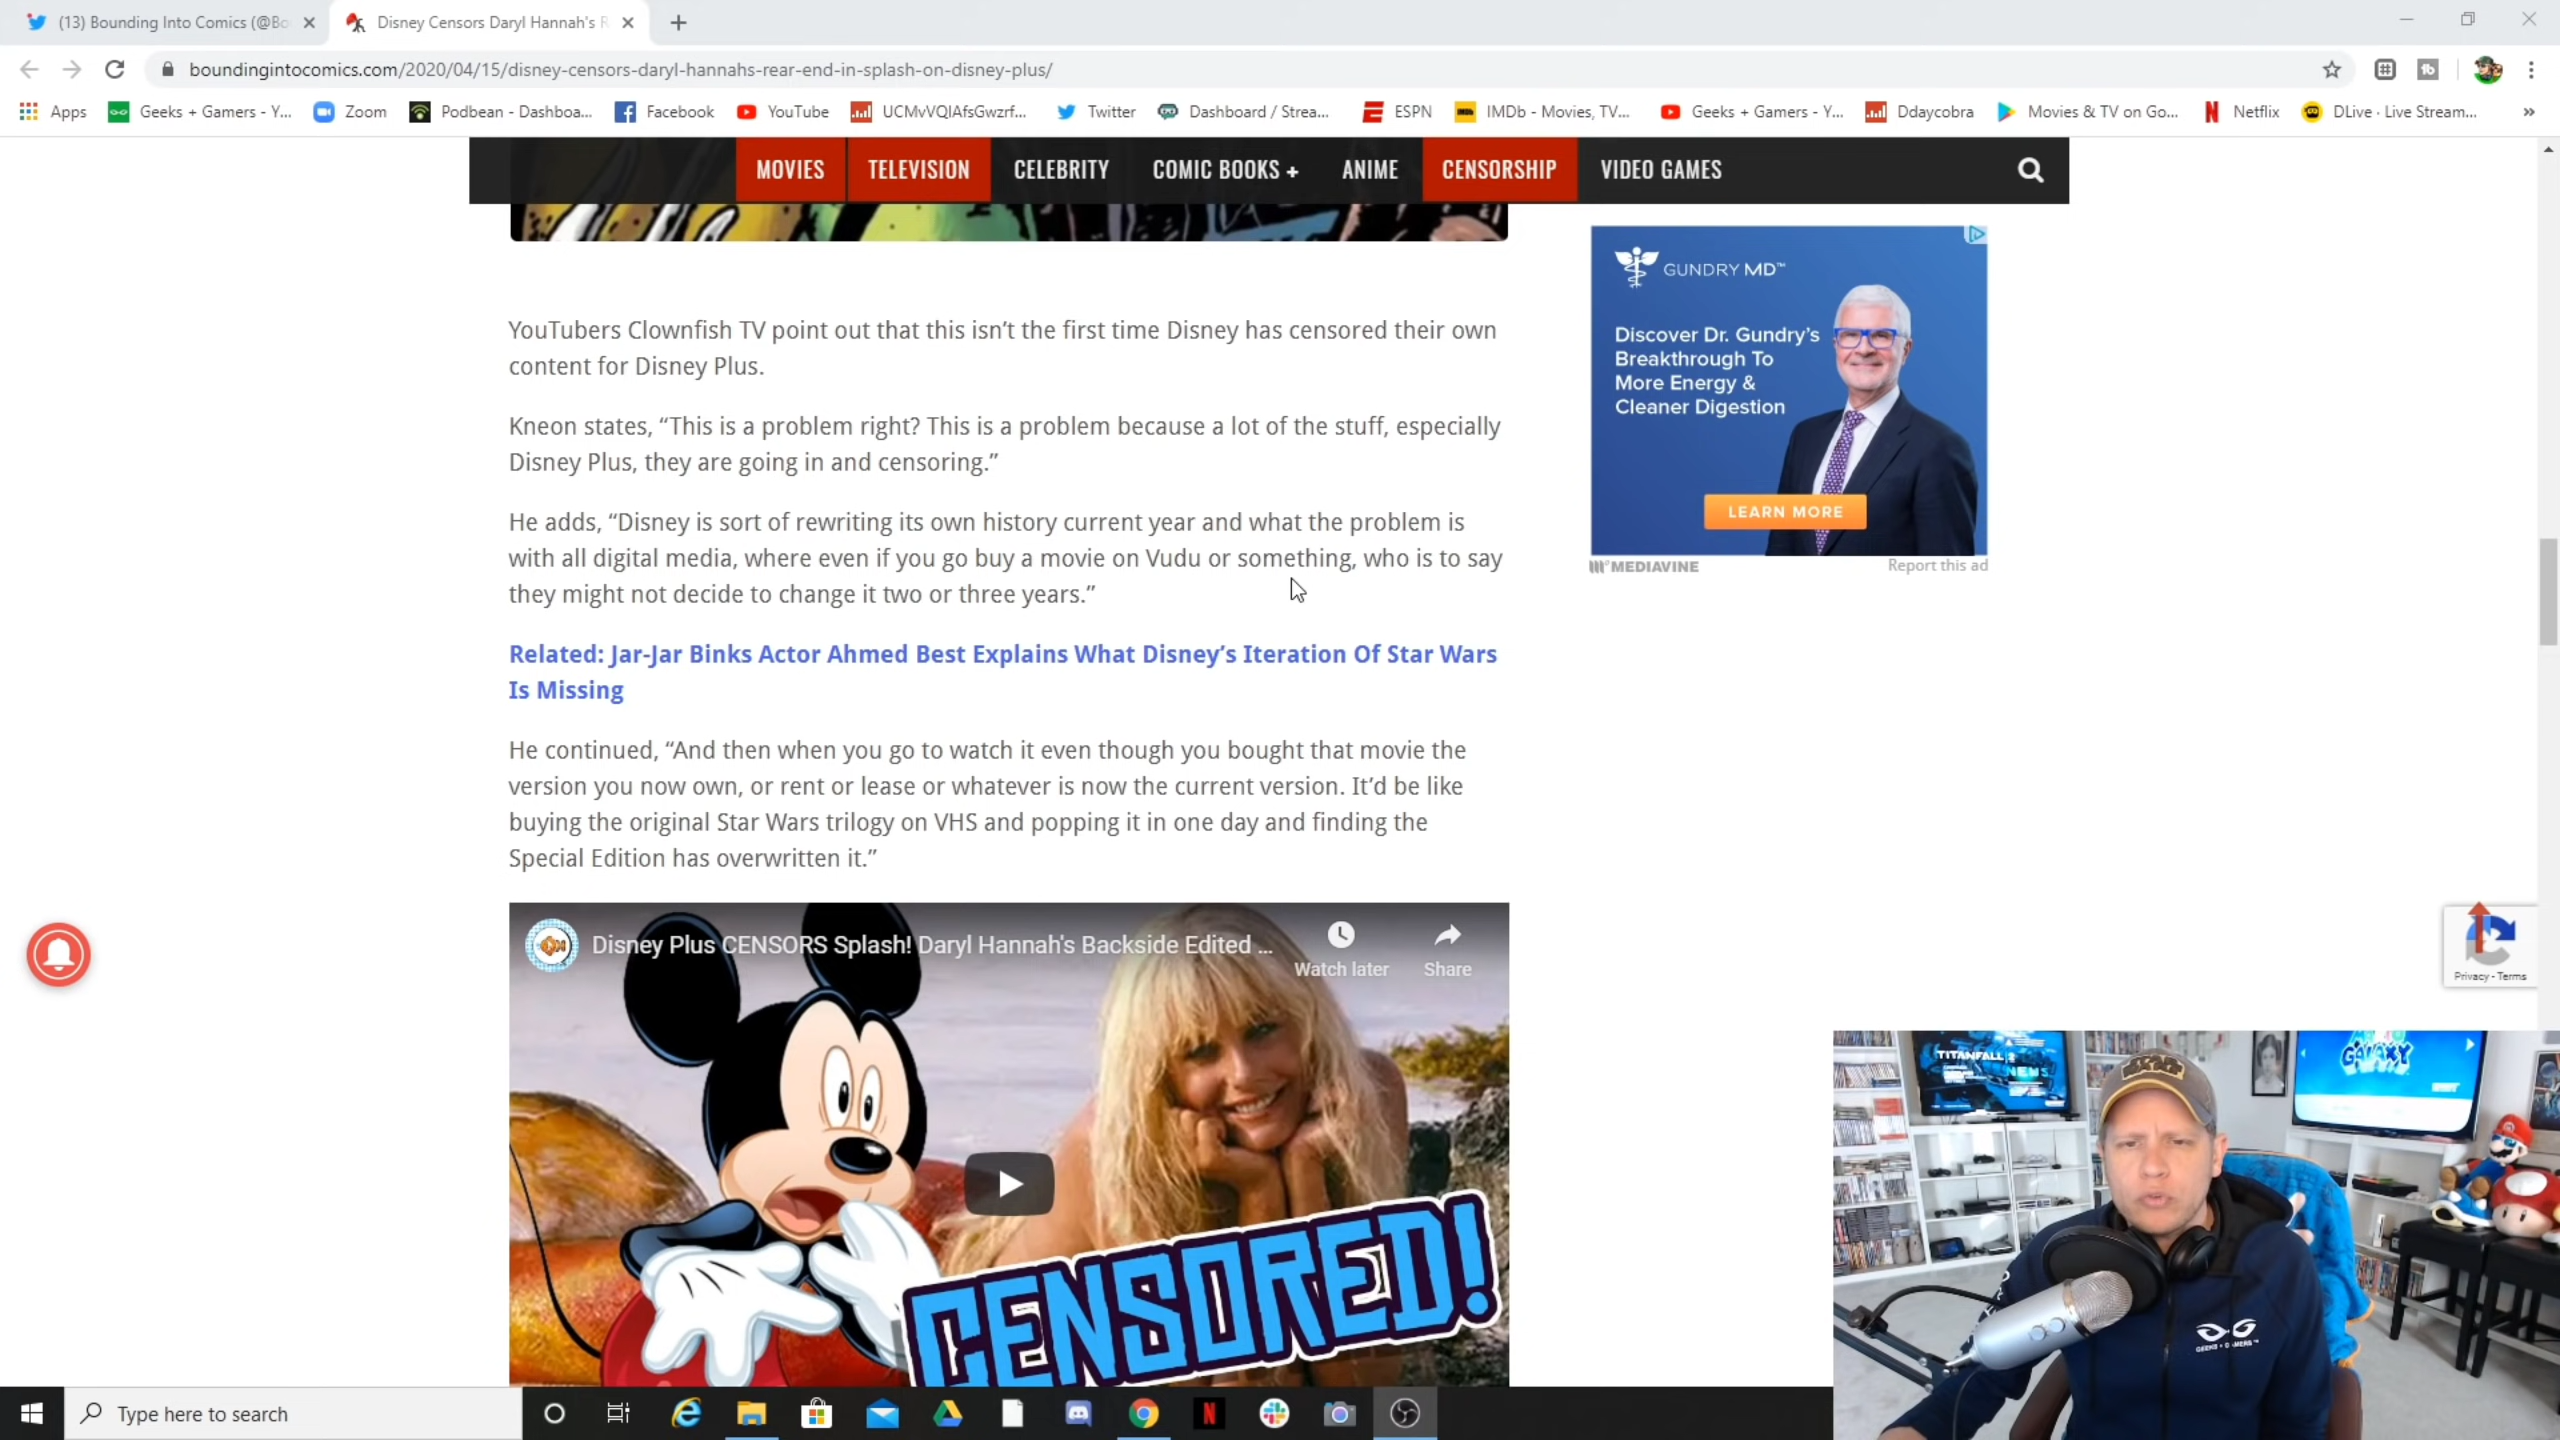 (13) Bounding Into Comics (@Bo
Disney Censors Daryl Hannah's R
boundingintocomics.com/2020/04/15/disney-censors-daryl-hannahs-rear-end-in-splash-on-disney-plus/
Apps
Geeks + Gamers - Y...
Zoom
Podbean - Dashboa...
Facebook
YouTube
UCMvVQIAfsGwzrf...
Twitter
Dashboard / Strea...
ESPN
IMDb - Movies, TV...
Geeks + Gamers - Y...
Ddaycobra
Movies & TV on Go...
Netflix
DLive · Live Stream...
»
MOVIES
TELEVISION
CELEBRITY
COMIC BOOKS +
ANIME
CENSORSHIP
VIDEO GAMES
YouTubers Clownfish TV point out that this isn’t the first time Disney has censored their own
content for Disney Plus.
Kneon states, “This is a problem right? This is a problem because a lot of the stuff, especially
Disney Plus, they are going in and censoring.”
He adds, “Disney is sort of rewriting its own history current year and what the problem is
with all digital media, where even if you go buy a movie on Vudu or something, who is to say
they might not decide to change it two or three years.”
Related: Jar-Jar Binks Actor Ahmed Best Explains What Disney’s Iteration Of Star Wars
Is Missing
He continued, “And then when you go to watch it even though you bought that movie the
version you now own, or rent or lease or whatever is now the current version. It’d be like
buying the original Star Wars trilogy on VHS and popping it in one day and finding the
Special Edition has overwritten it.”
Disney Plus CENSORS Splash! Daryl Hannah's Backside Edited ...
Watch later
Share
CENSORED!
GUNDRY MD™
Discover Dr. Gundry's
Breakthrough To
More Energy &
Cleaner Digestion
LEARN MORE
MEDIAVINE
Report this ad
Privacy - Terms
TITANFALL 2
NEWS
GALAXY
GEEKS + GAMERS™
Type here to search